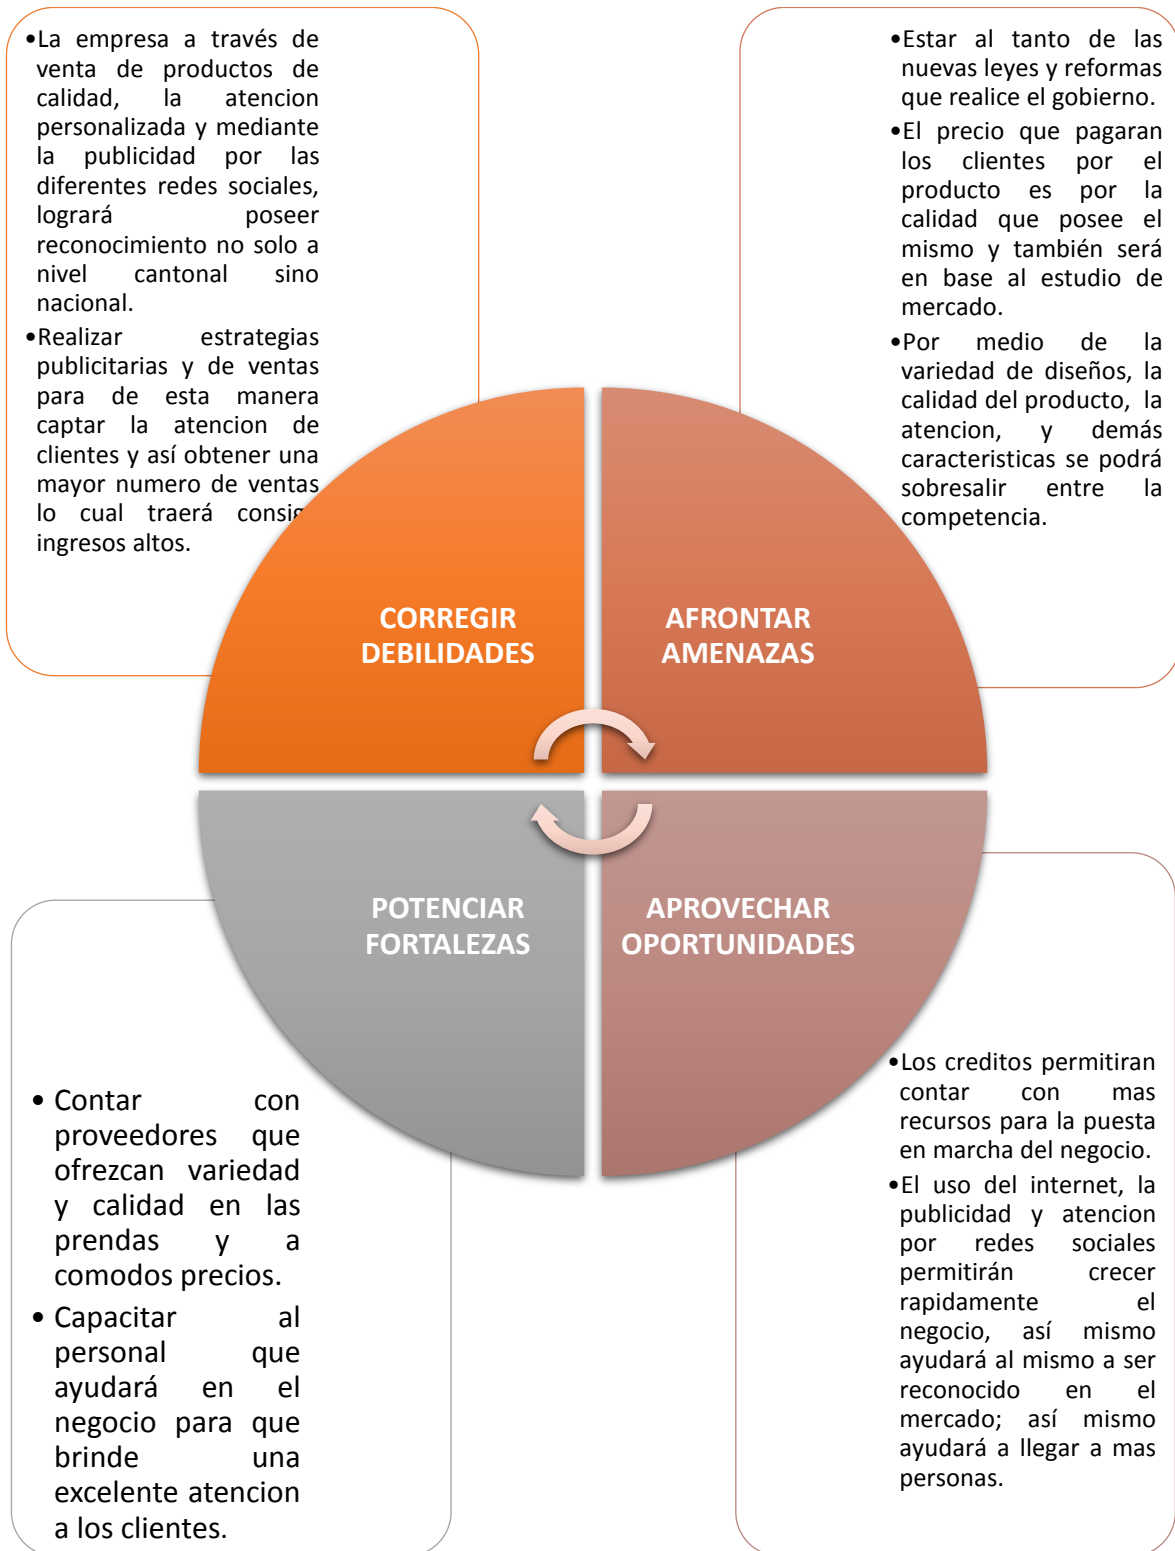 •La empresa a través de
venta de productos de
calidad, la atencion
personalizada y mediante
la publicidad por las
diferentes redes sociales,
logrará poseer
reconocimiento no solo a
nivel cantonal sino
nacional.
•Realizar estrategias
publicitarias y de ventas
para de esta manera
captar la atencion de
clientes y así obtener una
mayor numero de ventas
lo cual traerá consigo
ingresos altos.
•Estar al tanto de las
nuevas leyes y reformas
que realice el gobierno.
•El precio que pagaran
los clientes por el
producto es por la
calidad que posee el
mismo y también será
en base al estudio de
mercado.
•Por medio de la
variedad de diseños, la
calidad del producto, la
atencion, y demás
caracteristicas se podrá
sobresalir entre la
competencia.
CORREGIR
DEBILIDADES
AFRONTAR
AMENAZAS
POTENCIAR
FORTALEZAS
APROVECHAR
OPORTUNIDADES
• Contar con
proveedores que
ofrezcan variedad
y calidad en las
prendas y a
comodos precios.
• Capacitar al
personal que
ayudará en el
negocio para que
brinde una
excelente atencion
a los clientes.
•Los creditos permitiran
contar con mas
recursos para la puesta
en marcha del negocio.
•El uso del internet, la
publicidad y atencion
por redes sociales
permitirán crecer
rapidamente el
negocio, así mismo
ayudará al mismo a ser
reconocido en el
mercado; así mismo
ayudará a llegar a mas
personas.